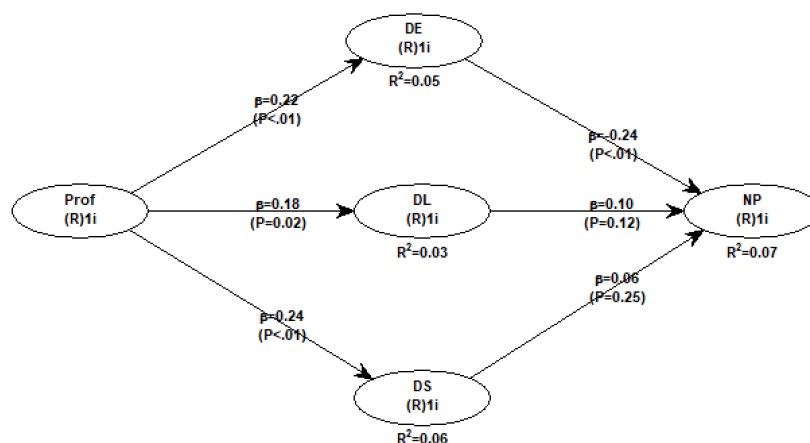 DE
(R)1i
R²=0.05
β=0.22
(P<.01)
β=-0.24
(P<.01)
Prof
(R)1i
β=0.18
(P=0.02)
DL
(R)1i
R²=0.03
β=0.10
(P=0.12)
NP
(R)1i
R²=0.07
β=0.24
(P<.01)
β=0.06
(P=0.25)
DS
(R)1i
R²=0.06